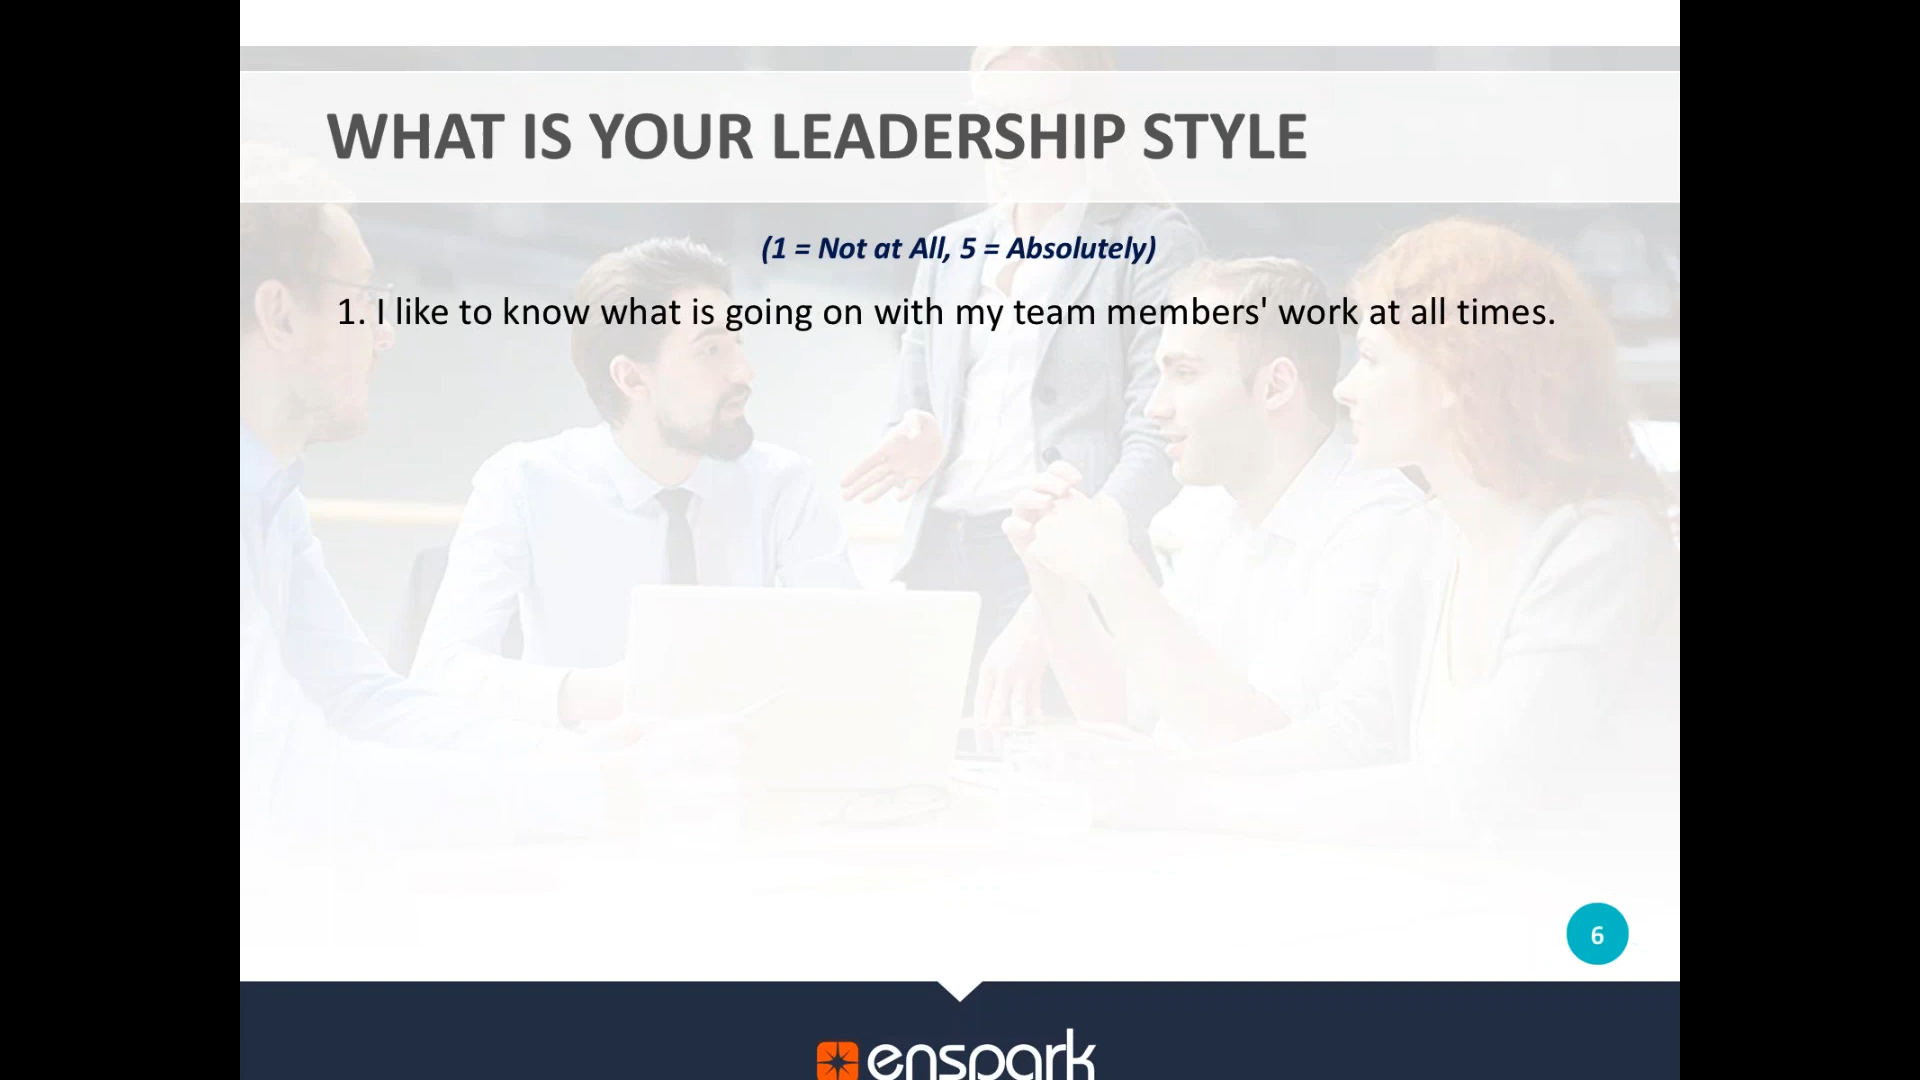 WHAT IS YOUR LEADERSHIP STYLE
(1 = Not at All, 5 = Absolutely)
1. I like to know what is going on with my team members' work at all times.
6
enspark